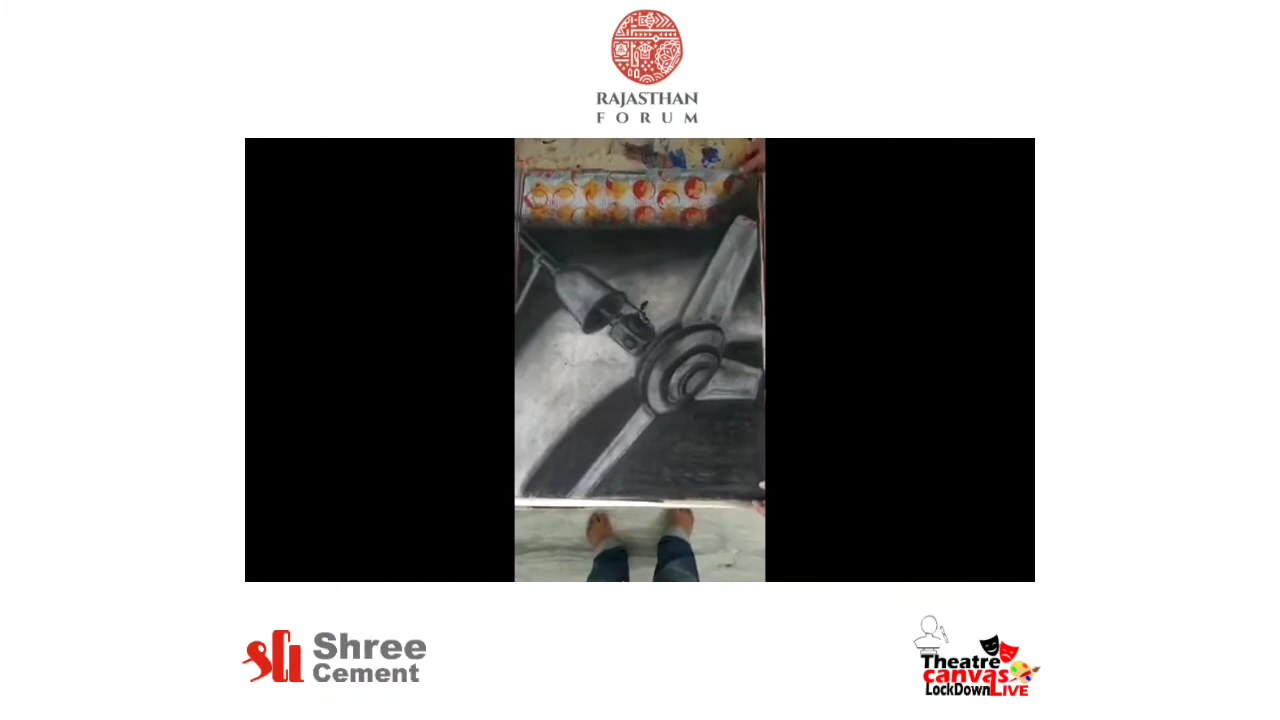 RAJASTHAN
FORUM
Shree
Cement
Theatre
canvas
LockDown LIVE